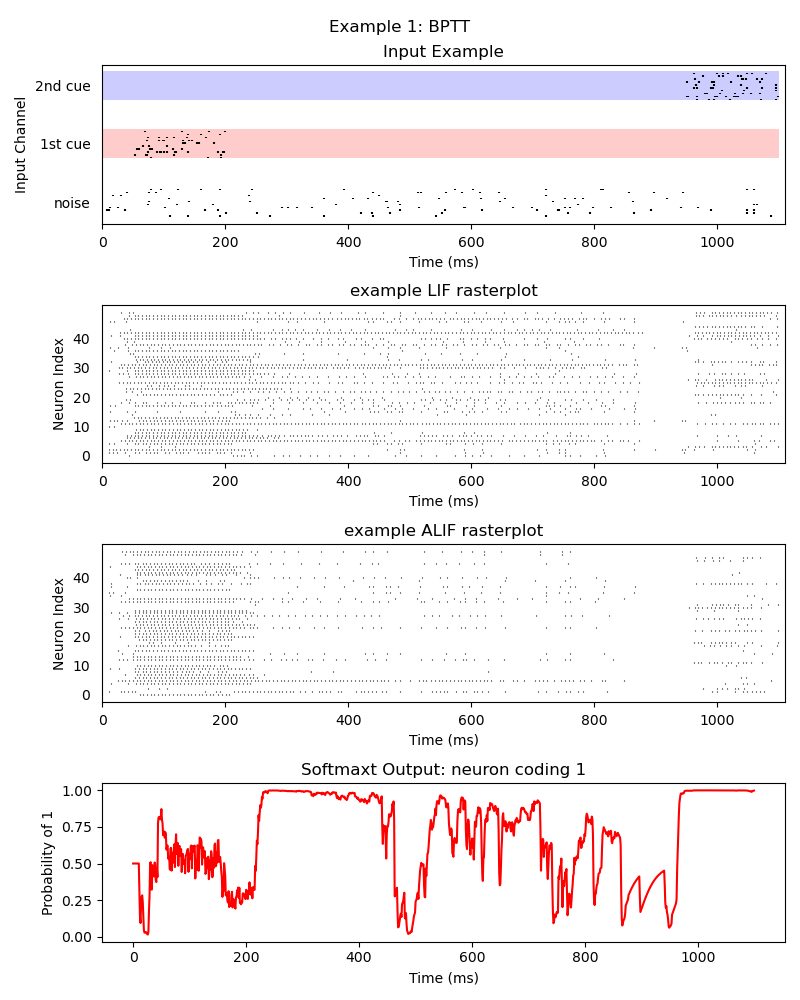 Example 1: BPTT
Input Example
2nd cue
1st cue
noise
Input Channel
0 200 400 600 800 1000
Time (ms)
example LIF rasterplot
40
30
20
10
0
Neuron Index
0 200 400 600 800 1000
Time (ms)
example ALIF rasterplot
40
30
20
10
0
Neuron Index
0 200 400 600 800 1000
Time (ms)
Softmaxt Output: neuron coding 1
1.00
0.75
0.50
0.25
0.00
Probability of 1
0 200 400 600 800 1000
Time (ms)